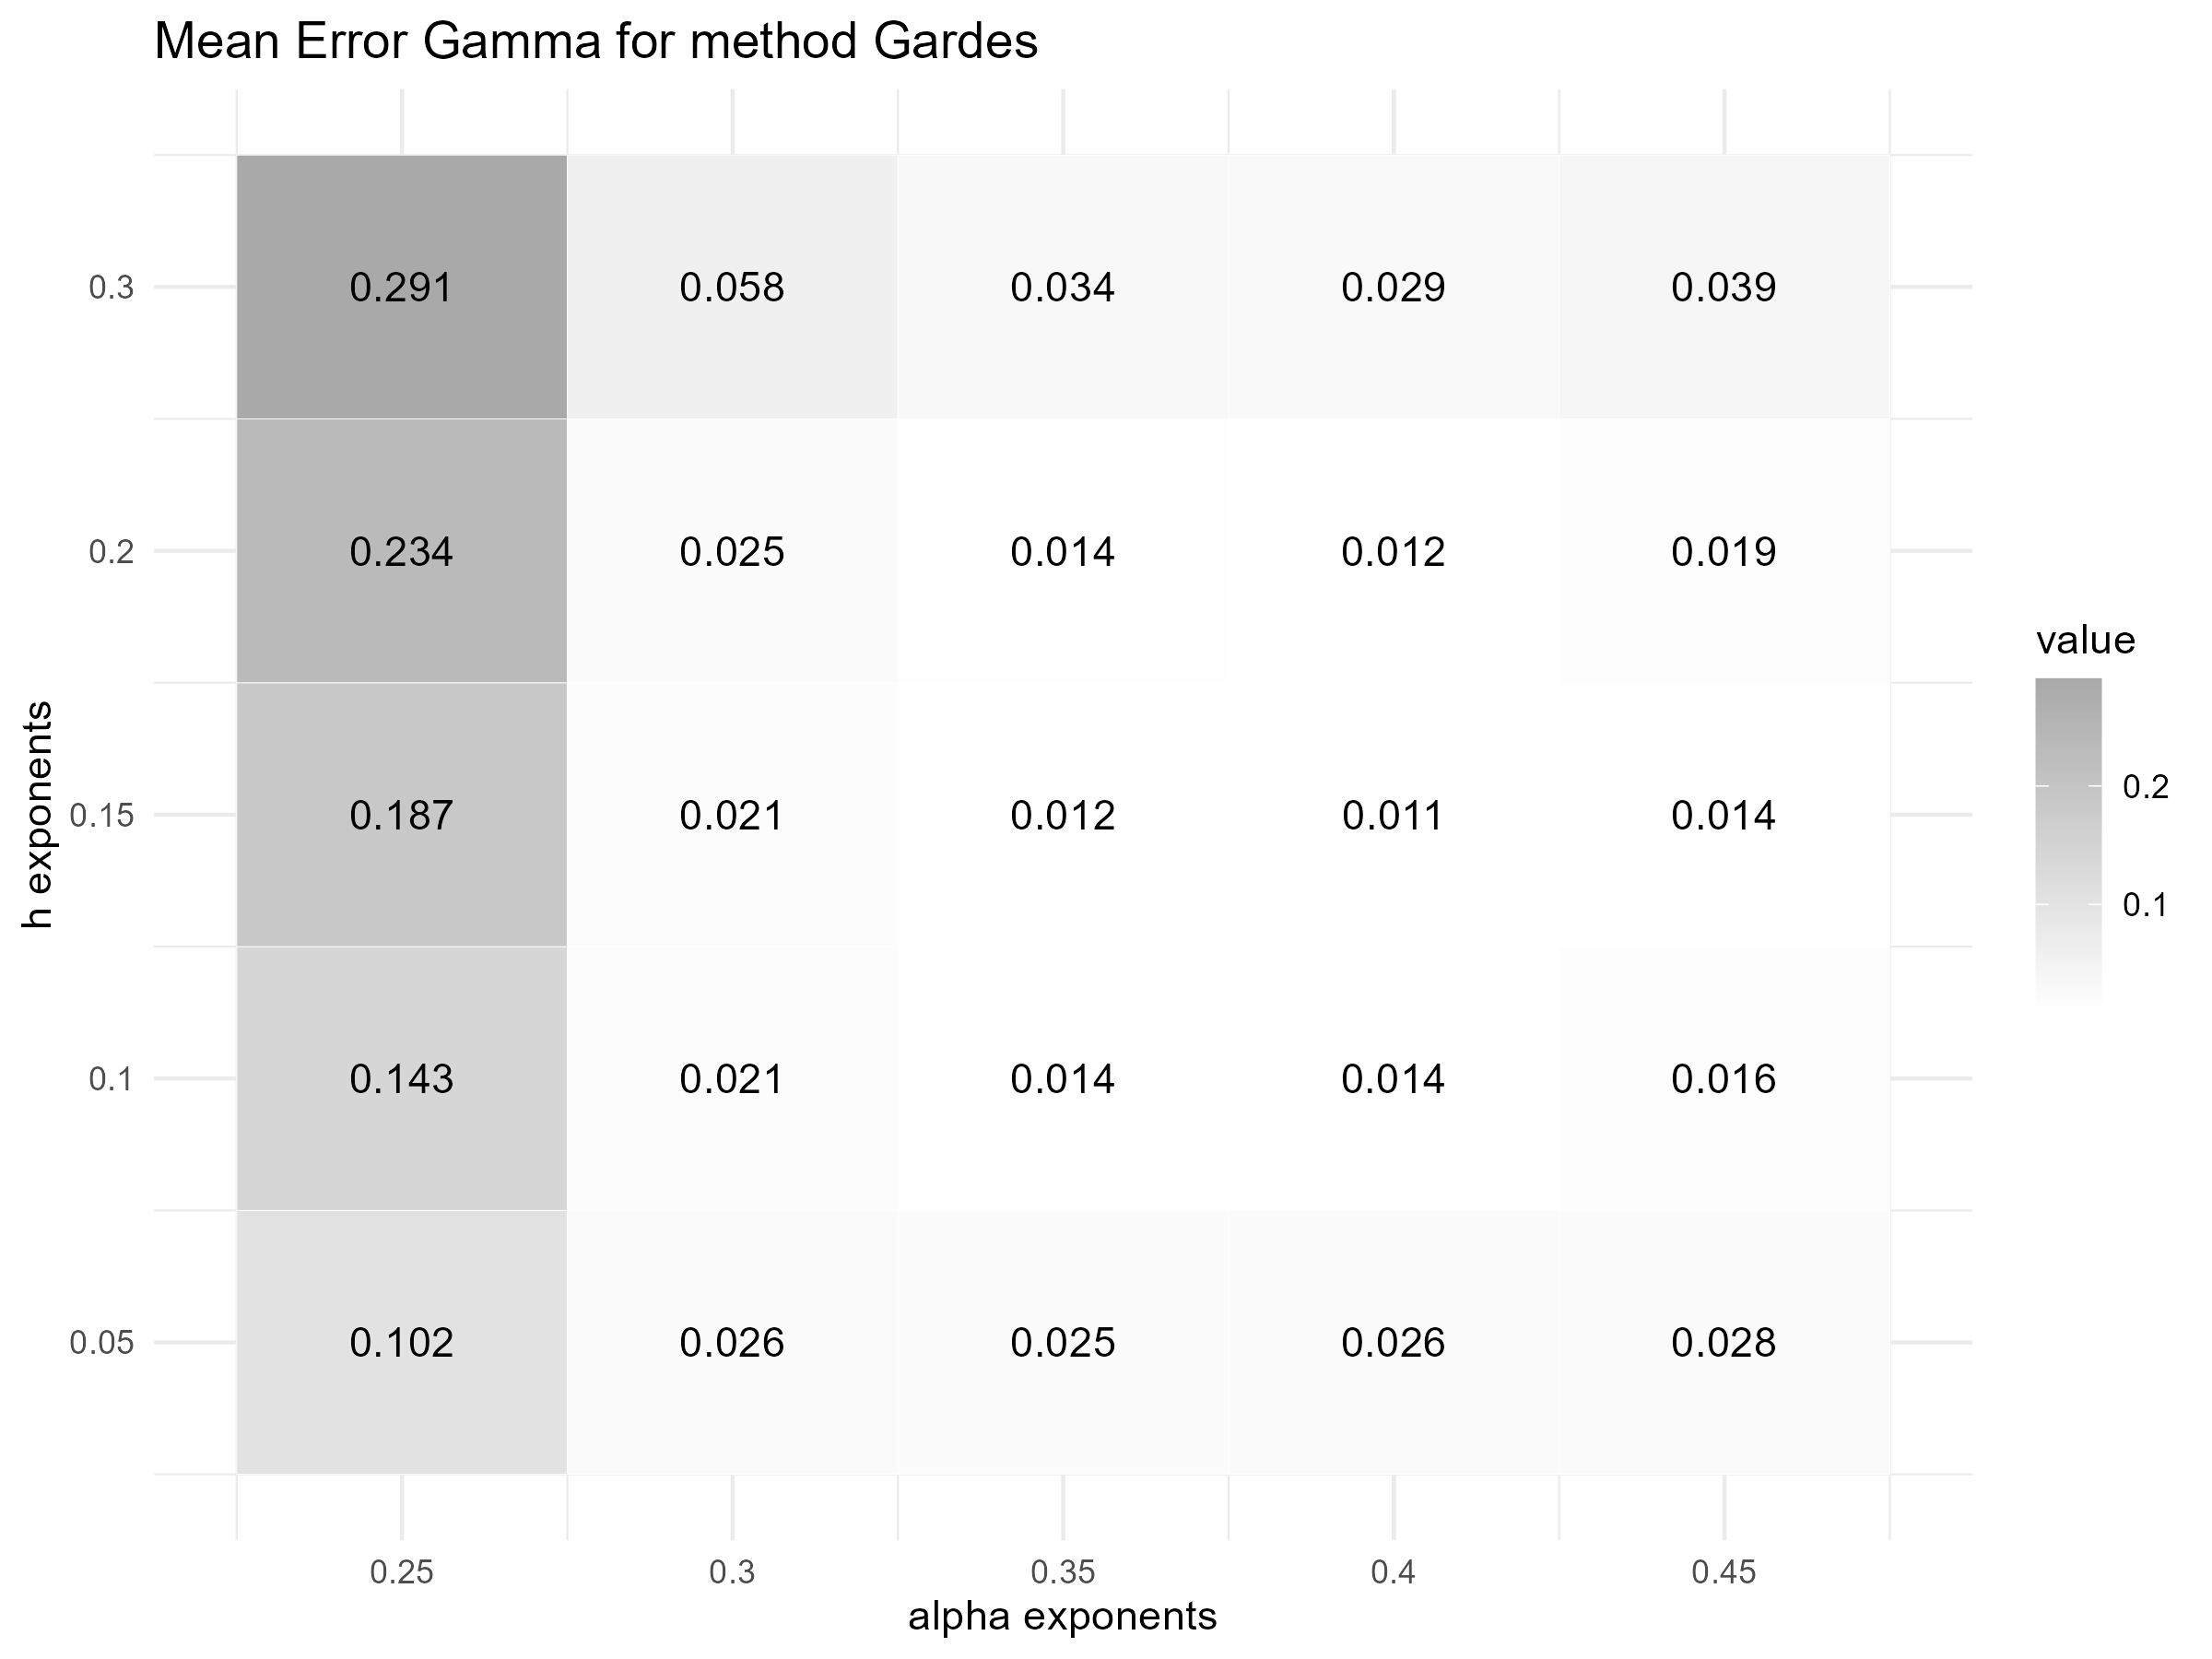 Mean Error Gamma for method Gardes
0.3 0.291 0.058 0.034 0.029 0.039
0.2 0.234 0.025 0.014 0.012 0.019
0.15 0.187 0.021 0.012 0.011 0.014
0.1 0.143 0.021 0.014 0.014 0.016
0.05 0.102 0.026 0.025 0.026 0.028
0.25 0.3 0.35 0.4 0.45
alpha exponents
h exponents
value
0.2
0.1